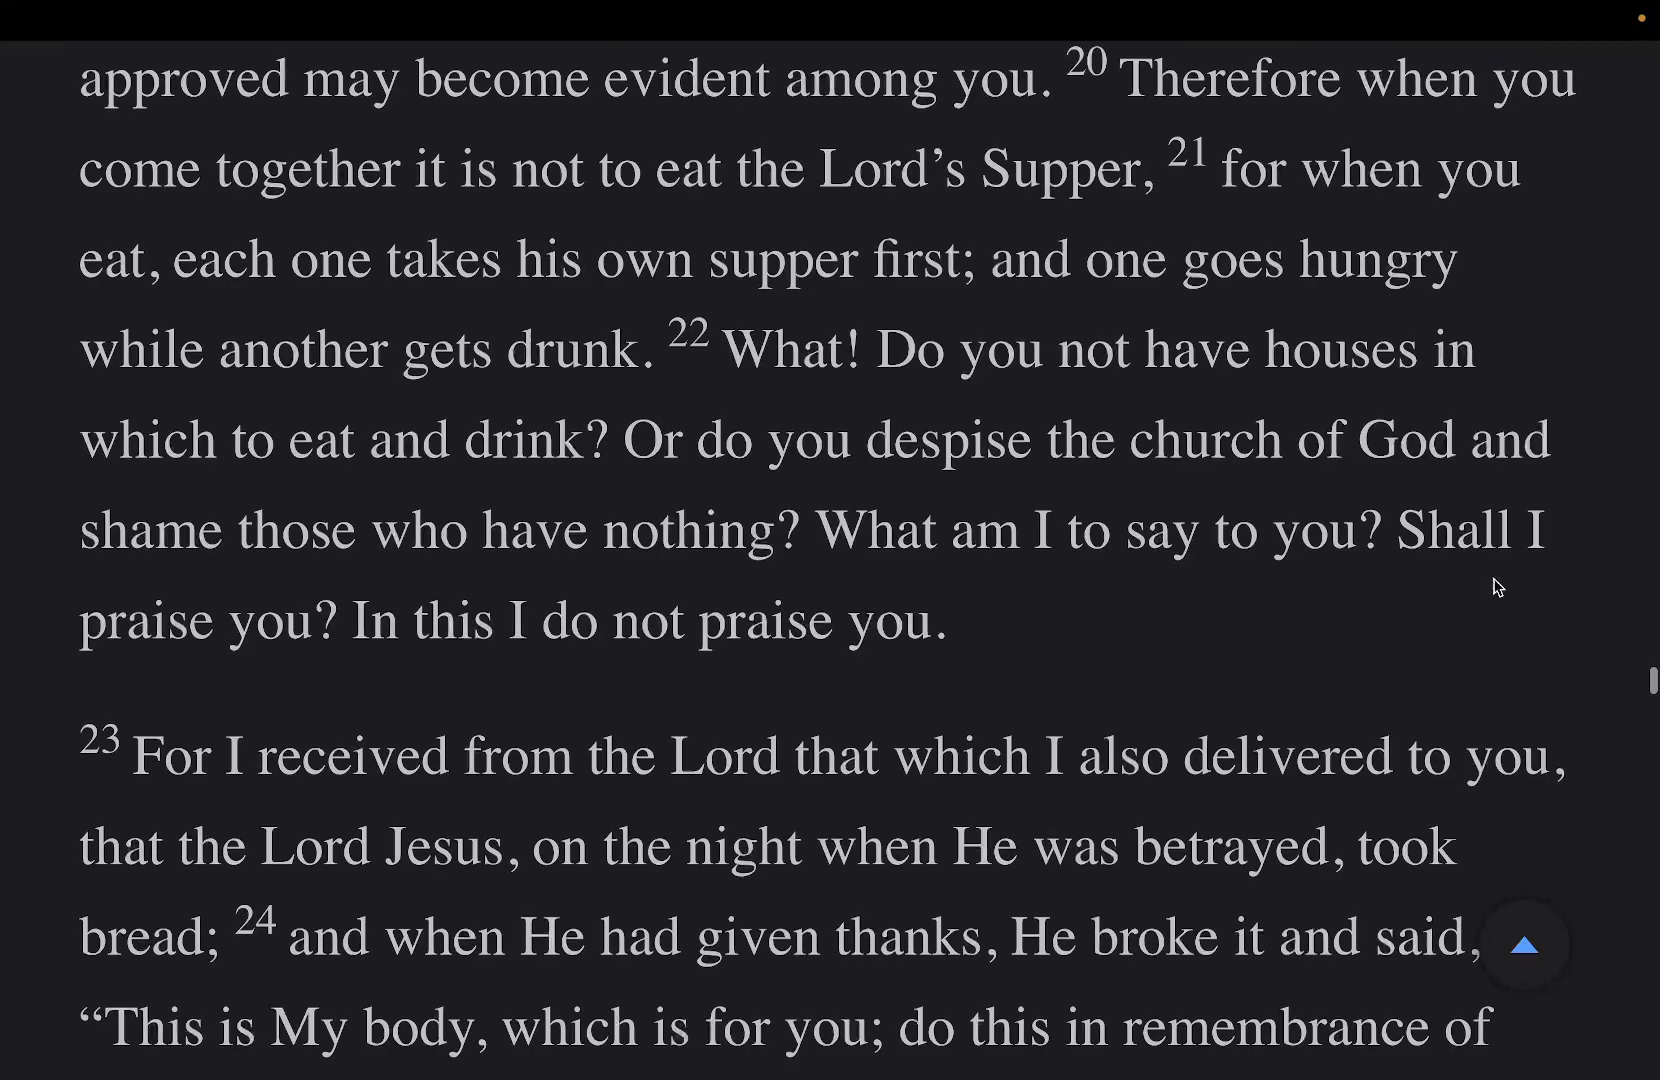 approved may become evident among you. 20 Therefore when you
come together it is not to eat the Lord’s Supper, 21 for when you
eat, each one takes his own supper first; and one goes hungry
while another gets drunk. 22 What! Do you not have houses in
which to eat and drink? Or do you despise the church of God and
shame those who have nothing? What am I to say to you? Shall I
praise you? In this I do not praise you.
23 For I received from the Lord that which I also delivered to you,
that the Lord Jesus, on the night when He was betrayed, took
bread; 24 and when He had given thanks, He broke it and said,
“This is My body, which is for you; do this in remembrance of